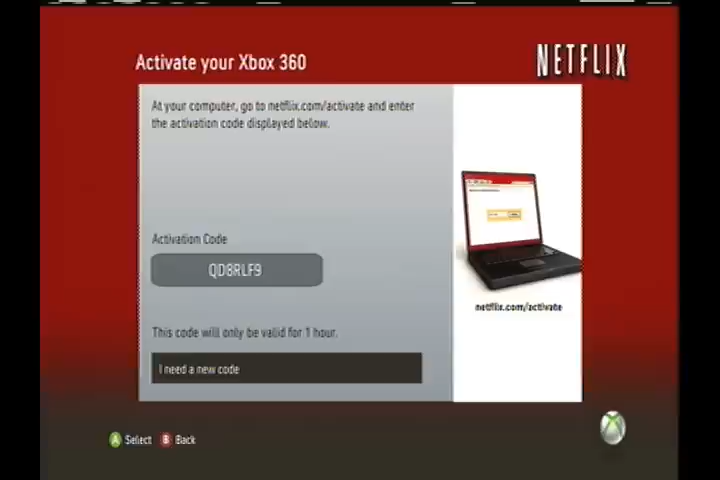 Activate your Xbox 360
NETFLIX
At your computer, go to netflix.com/activate and enter
the activation code displayed below.
Activation Code
QD8RLF9
netflix.com/activate
This code will only be valid for 1 hour.
I need a new code
A Select B Back